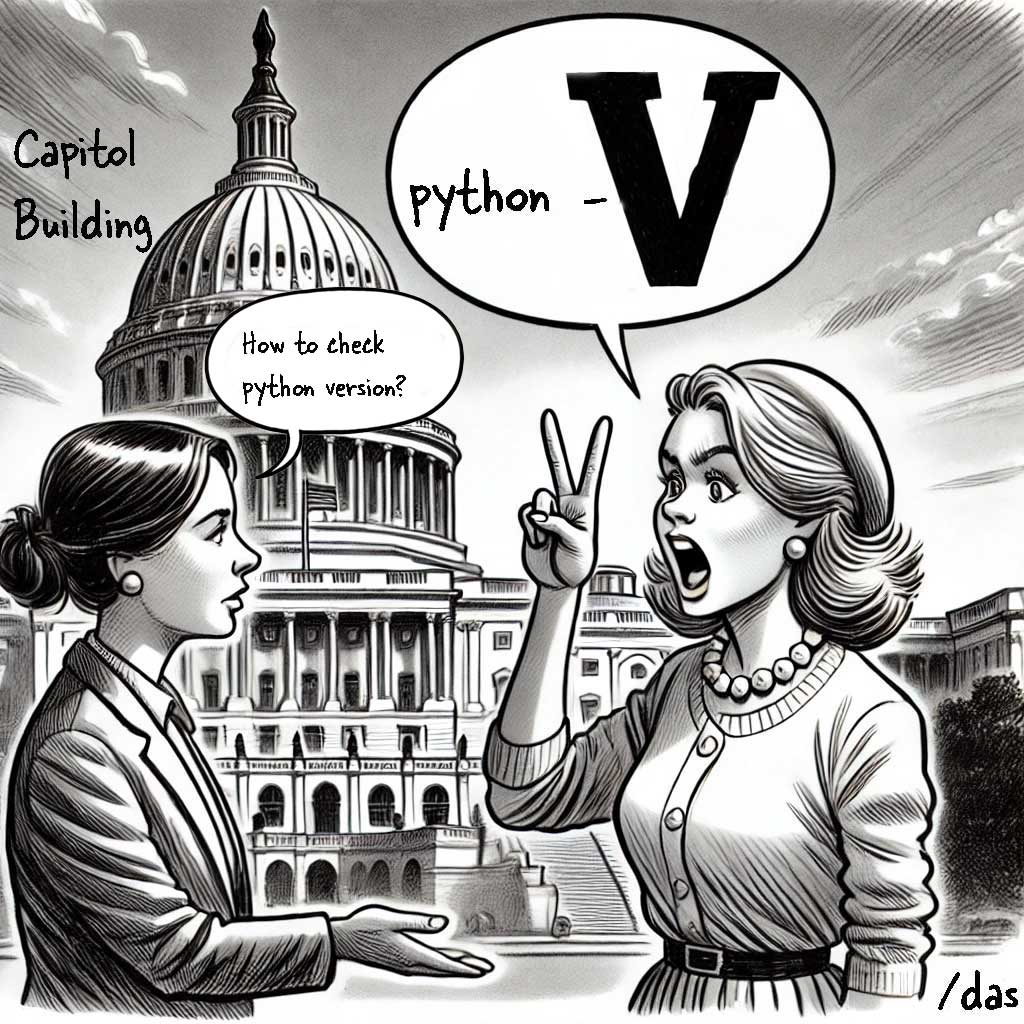 Capitol
Building
python - V
How to check
python version?
/das